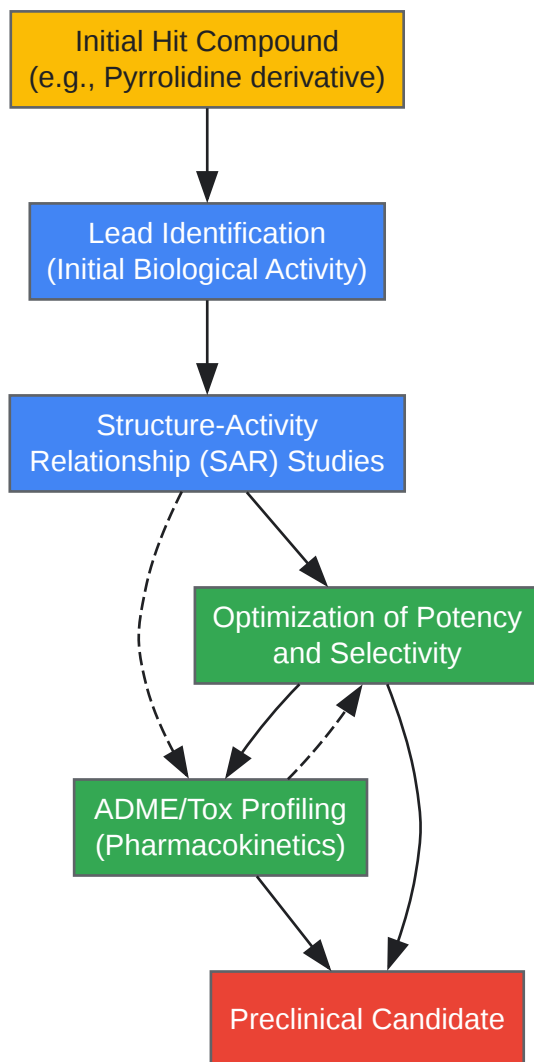 Initial Hit Compound
(e.g., Pyrrolidine derivative)
Lead Identification
(Initial Biological Activity)
Structure-Activity
Relationship (SAR) Studies
Optimization of Potency
and Selectivity
ADME/Tox Profiling
(Pharmacokinetics)
Preclinical Candidate